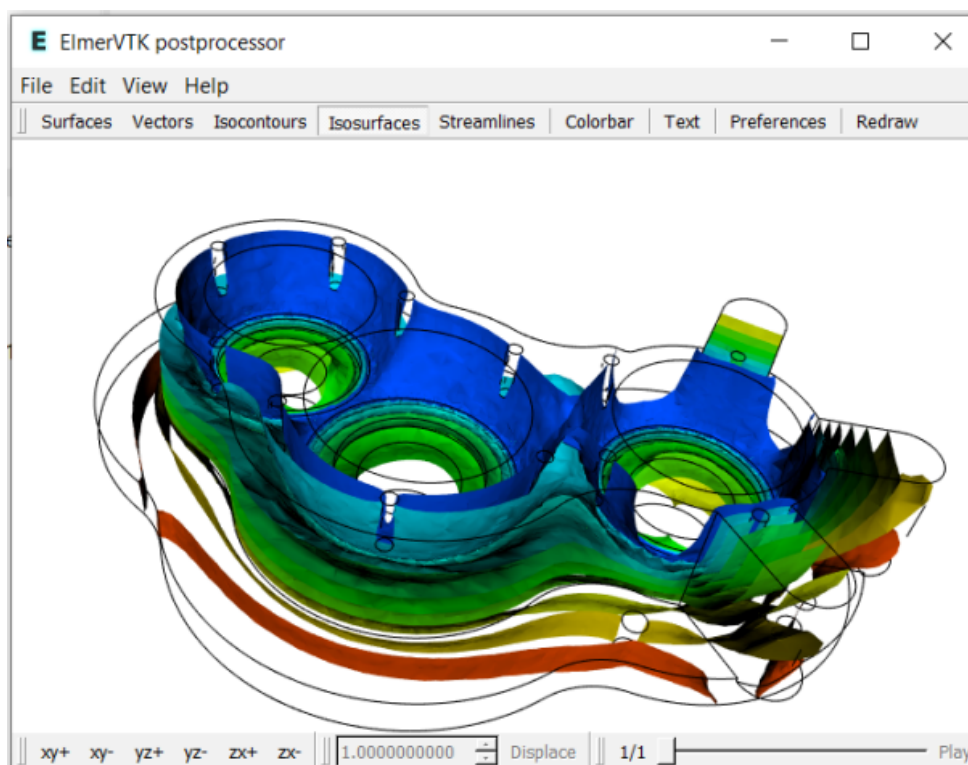 E ElmerVTK postprocessor
File Edit View Help
Surfaces Vectors Isocontours Isosurfaces Streamlines Colorbar Text Preferences Redraw
xy+ xy- yz+ yz- zx+ zx- 1.0000000000 Displace 1/1 Play